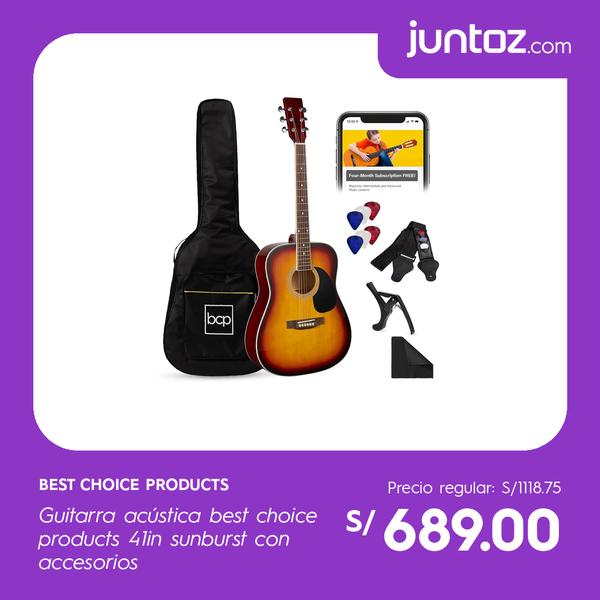 juntoz.com
Four-Month Subscription FREE!
bcp
BEST CHOICE PRODUCTS
Guitarra acústica best choice
products 41in sunburst con
accesorios
Precio regular: S/1118.75
S/ 689.00